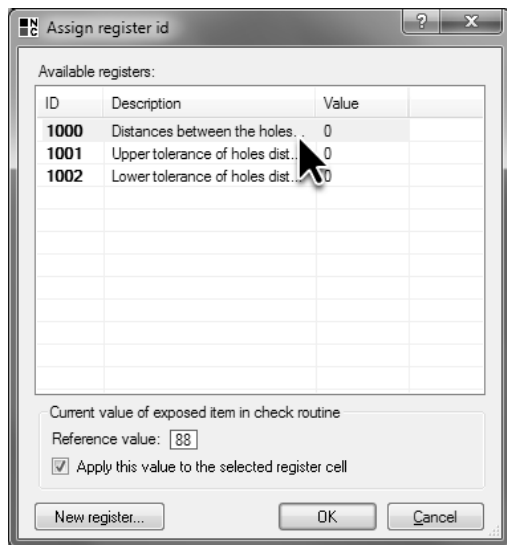 Assign register id
Available registers:
ID Description Value
1000 Distances between the holes... 0
1001 Upper tolerance of holes dist... 0
1002 Lower tolerance of holes dist... 0
Current value of exposed item in check routine
Reference value: 88
Apply this value to the selected register cell
New register... OK Cancel